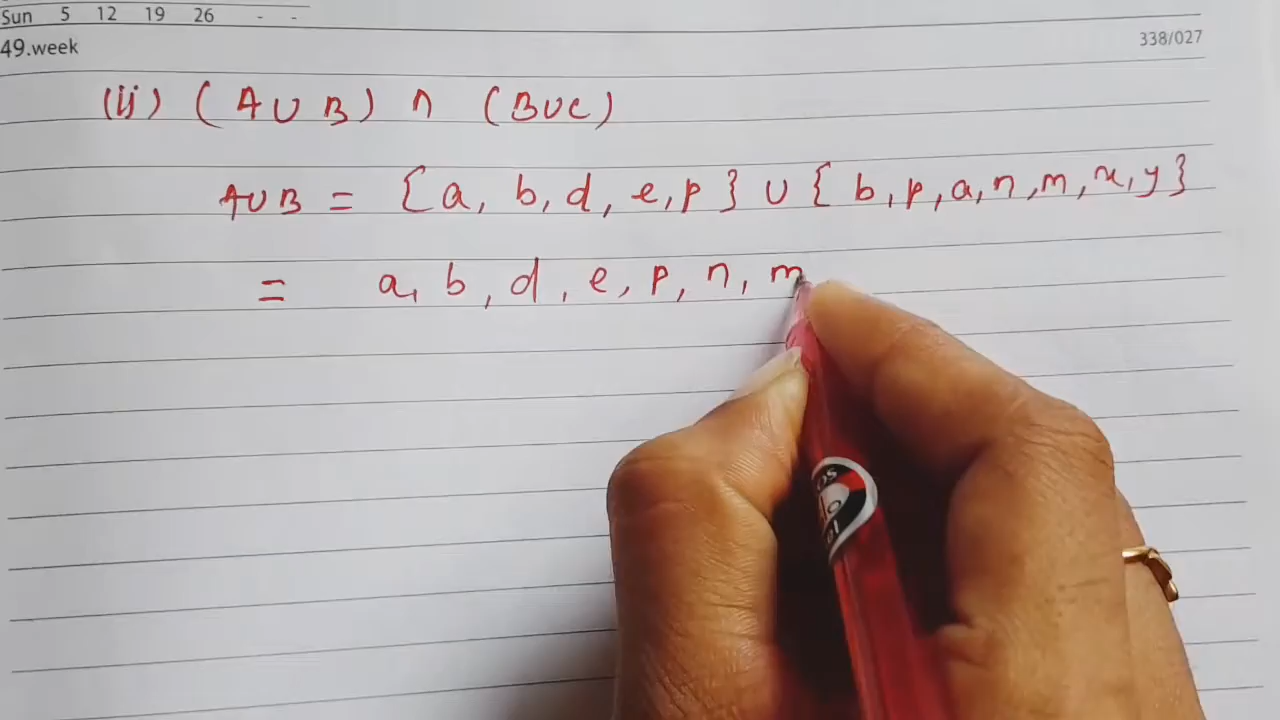 Sun 5 12 19 26 - -
49.week
338/027
(ii) (A ∪ B) ∩ (B∪C)
A∪B = {a, b, d, e, p} ∪ {b, p, a, n, m, x, y}
= a, b, d, e, p, n, m